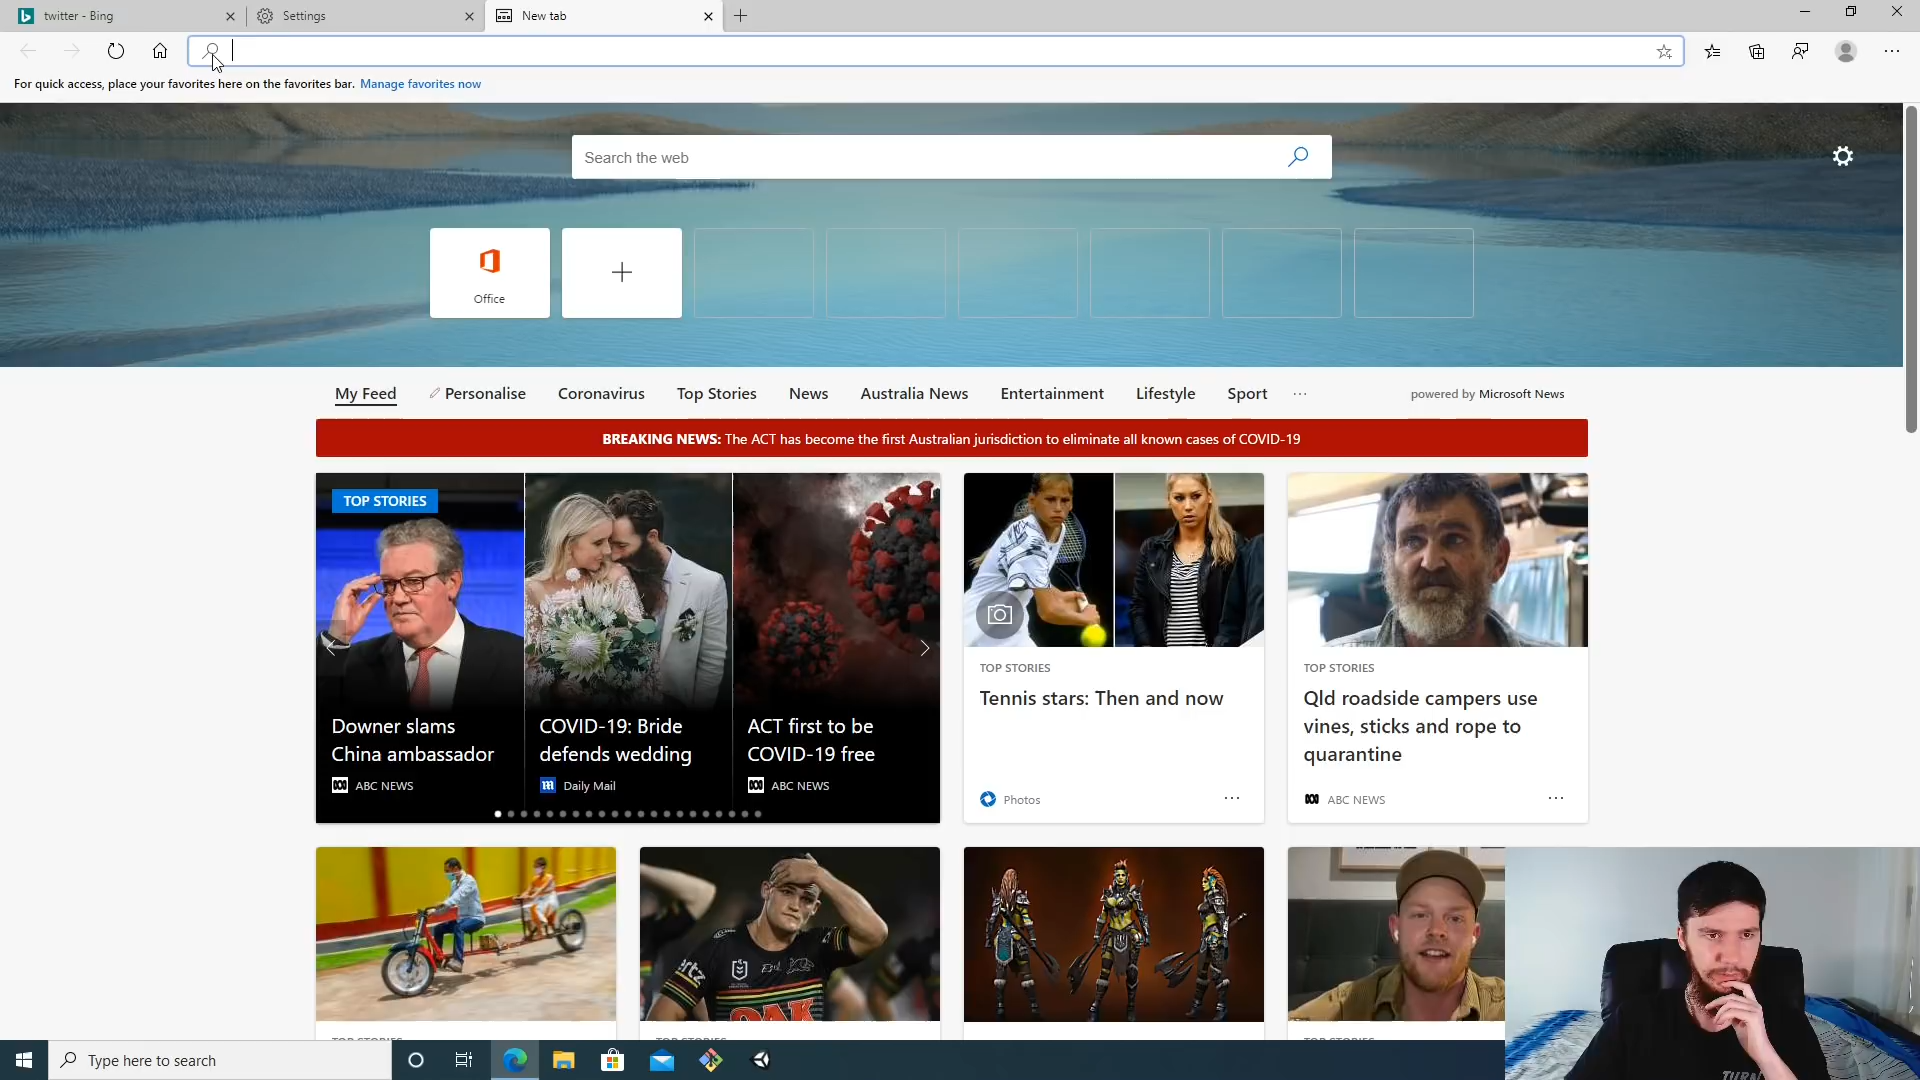 twitter - Bing
Settings
New tab
For quick access, place your favorites here on the favorites bar. Manage favorites now
Search the web
Office
My Feed
Personalise
Coronavirus
Top Stories
News
Australia News
Entertainment
Lifestyle
Sport
powered by Microsoft News
BREAKING NEWS: The ACT has become the first Australian jurisdiction to eliminate all known cases of COVID-19
TOP STORIES
Downer slams
China ambassador
ABC NEWS
COVID-19: Bride
defends wedding
Daily Mail
ACT first to be
COVID-19 free
ABC NEWS
TOP STORIES
Tennis stars: Then and now
Photos
TOP STORIES
Qld roadside campers use
vines, sticks and rope to
quarantine
ABC NEWS
OAK
TOP STORIES
TOP STORIES
TOP STORIES
Type here to search